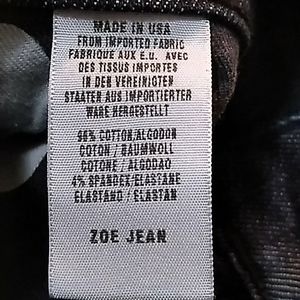 MADE IN USA
FROM IMPORTED FABRIC
FABRIQUE AUX E.U. AVEC
DES TISSUS IMPORTES
IN DEN VEREINIGTEN
STAATEN AUS IMPORTIERTER
WARE HERGESTELLT
96% COTTON/ALGODON
COTON / BAUMWOLL
COTONE / ALGODAO
4% SPANDEX/ELASTANE
ELASTANO / ELASTAN
ZOE JEAN